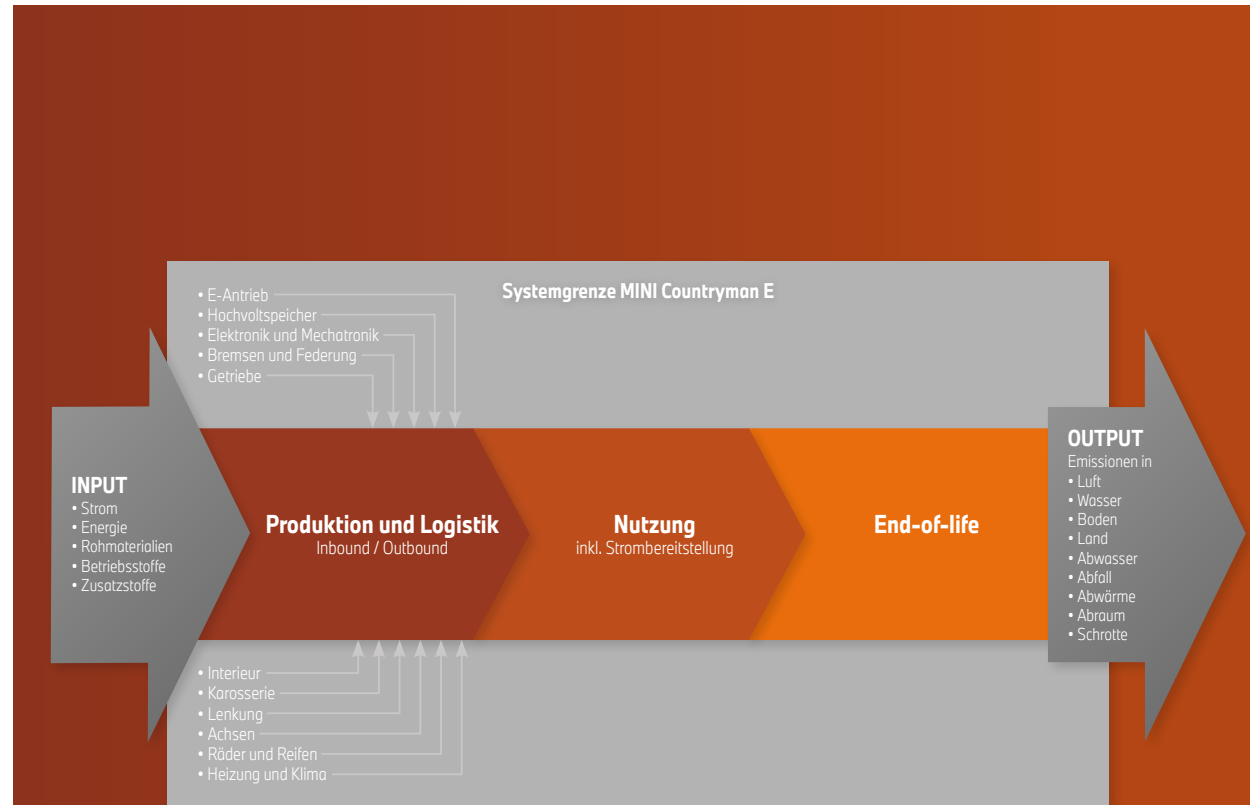 Systemgrenze MINI Countryman E
• E-Antrieb
• Hochvoltspeicher
• Elektronik und Mechatronik
• Bremsen und Federung
• Getriebe
INPUT
• Strom
• Energie
• Rohmaterialien
• Betriebsstoffe
• Zusatzstoffe
Produktion und Logistik
Inbound / Outbound
Nutzung
inkl. Strombereitstellung
End-of-life
OUTPUT
Emissionen in
• Luft
• Wasser
• Boden
• Land
• Abwasser
• Abfall
• Abwärme
• Abraum
• Schrotte
• Interieur
• Karosserie
• Lenkung
• Achsen
• Räder und Reifen
• Heizung und Klima